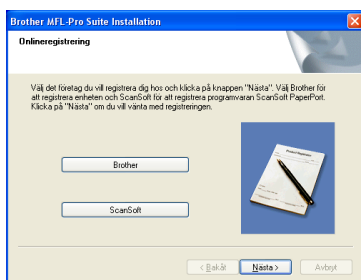 Brother MFL-Pro Suite Installation
Onlineregistrering
Välj det företag du vill registrera dig hos och klicka på knappen "Nästa". Välj Brother för
att registrera enheten och ScanSoft för att registrera programvaran ScanSoft PaperPort.
Klicka på "Nästa" om du vill vänta med registreringen.
Brother
ScanSoft
< Bakåt
Nästa >
Avbryt